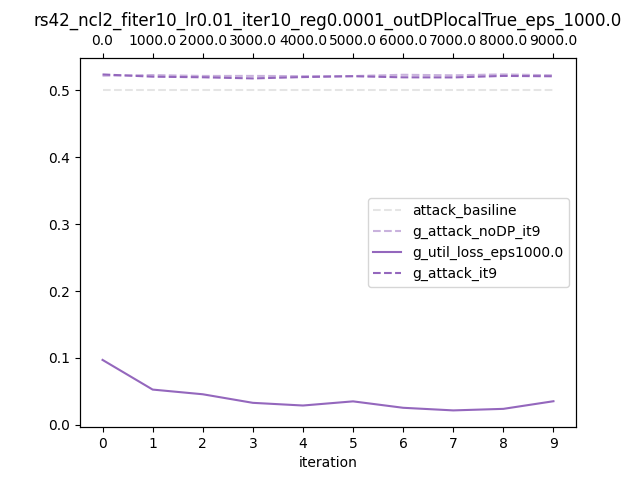 rs42_ncl2_fiter10_lr0.01_iter10_reg0.0001_outDPlocalTrue_eps_1000.0
0.0 1000.0 2000.0 3000.0 4000.0 5000.0 6000.0 7000.0 8000.0 9000.0
0.5
0.4
0.3
0.2
0.1
0.0
attack_basiline
g_attack_noDP_it9
g_util_loss_eps1000.0
g_attack_it9
0 1 2 3 4 5 6 7 8 9
iteration